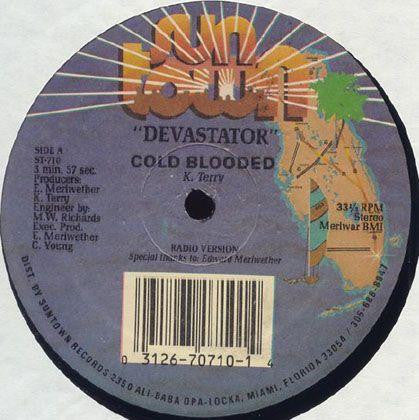 sun
town
"DEVASTATOR"
COLD BLOODED
K. Terry
SIDE A
ST-710
3 min. 57 sec.
Producers:
E. Meriwether
K. Terry
Engineer by:
M.W. Richards
Exec. Prod.
E. Meriwether
C. Young
33⅓ RPM
Stereo
Meriwar BMI
RADIO VERSION
Special thanks to: Edward Meriwether
0 3126-70710-1 4
DIST. BY SUNTOWN RECORDS 2350 ALI-BABA OPA-LOCKA, MIAMI, FLORIDA 33054 / 305-688-8847